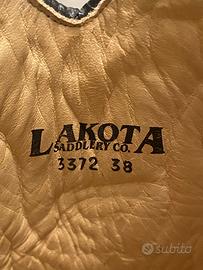 LAKOTA
SADDLERY CO.
3372 38
subito